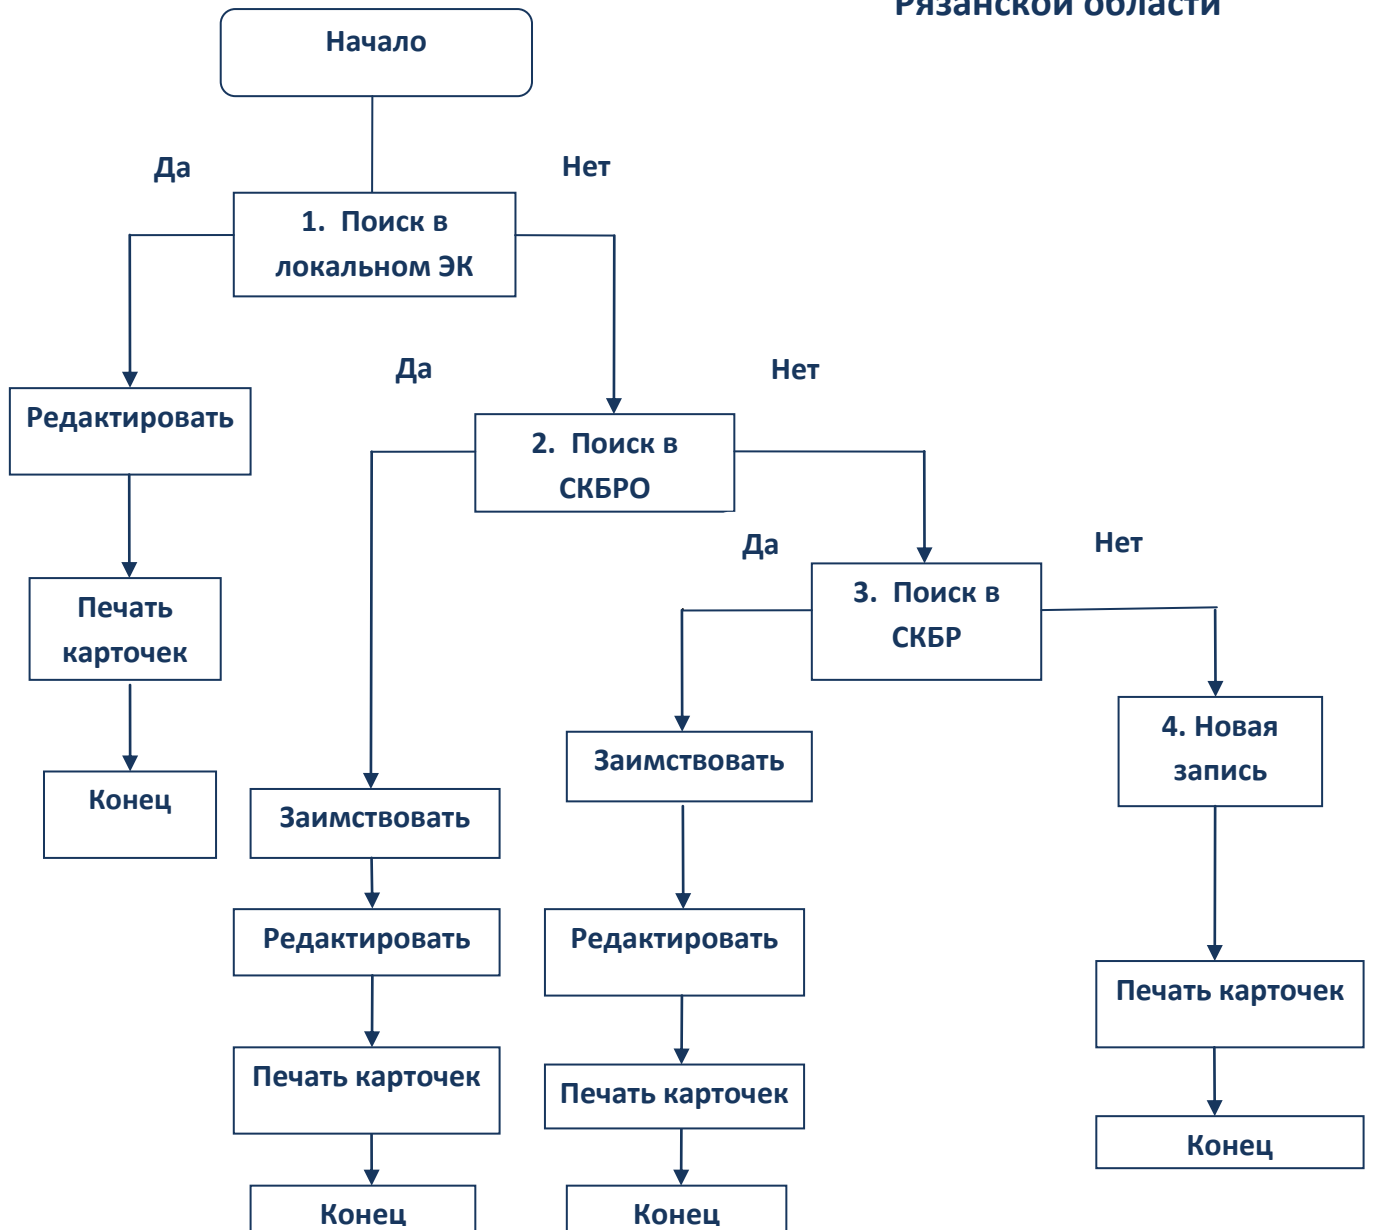 Рязанской области
Начало
Да
Нет
1. Поиск в
локальном ЭК
Да
Нет
Редактировать
2. Поиск в
СКБРО
Да
Нет
Печать
карточек
3. Поиск в
СКБР
4. Новая
запись
Заимствовать
Конец
Заимствовать
Редактировать
Редактировать
Печать карточек
Печать карточек
Печать карточек
Конец
Конец
Конец